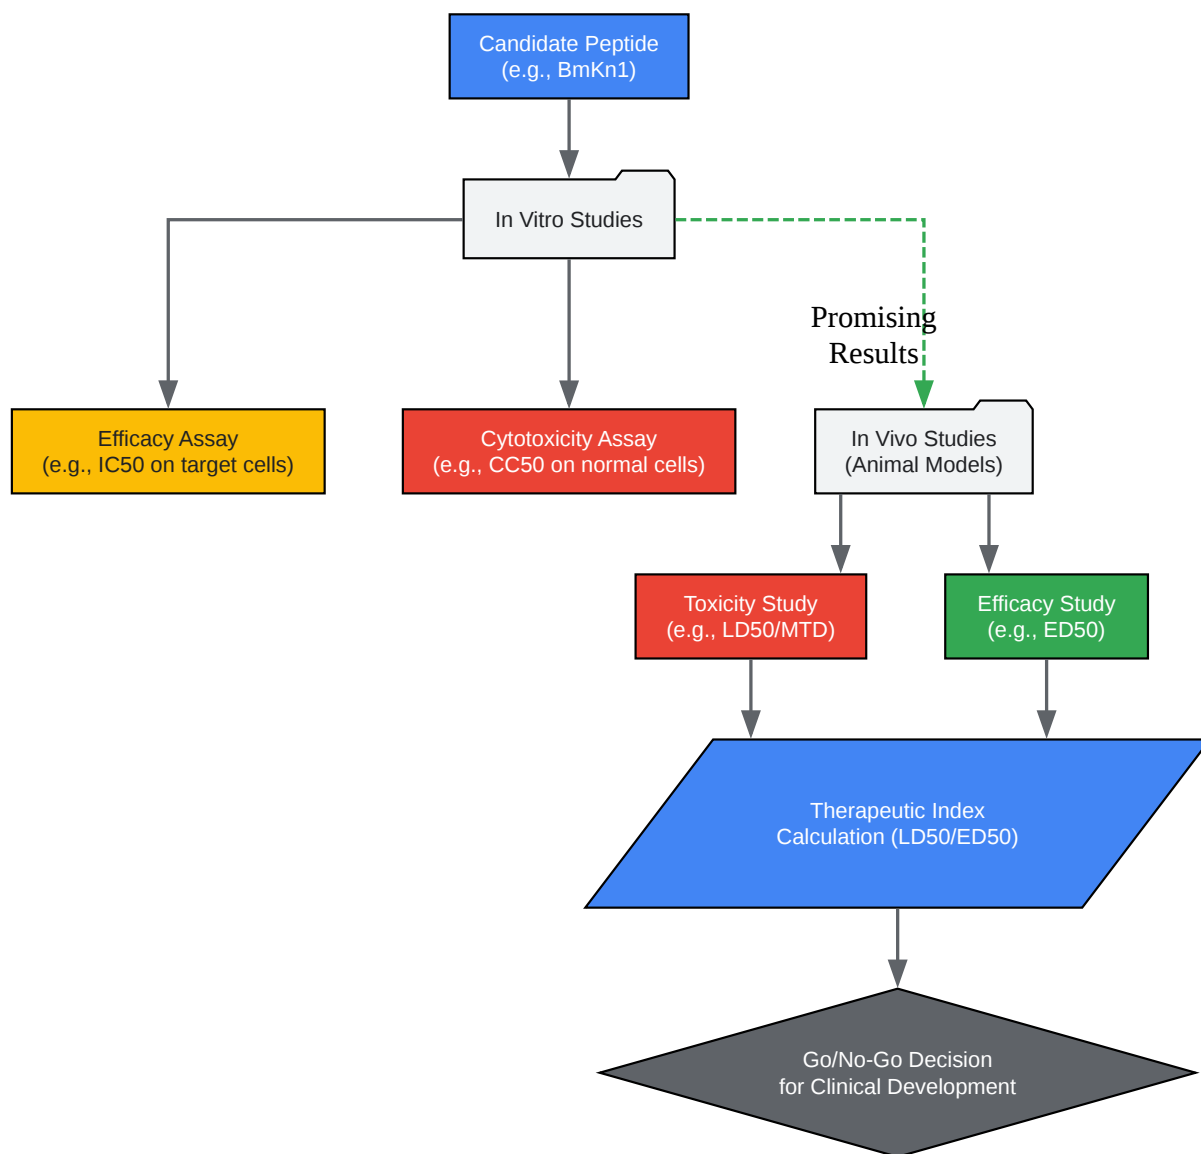 Candidate Peptide
(e.g., BmKn1)
In Vitro Studies
Promising
Results
Efficacy Assay
(e.g., IC50 on target cells)
Cytotoxicity Assay
(e.g., CC50 on normal cells)
In Vivo Studies
(Animal Models)
Toxicity Study
(e.g., LD50/MTD)
Efficacy Study
(e.g., ED50)
Therapeutic Index
Calculation (LD50/ED50)
Go/No-Go Decision
for Clinical Development